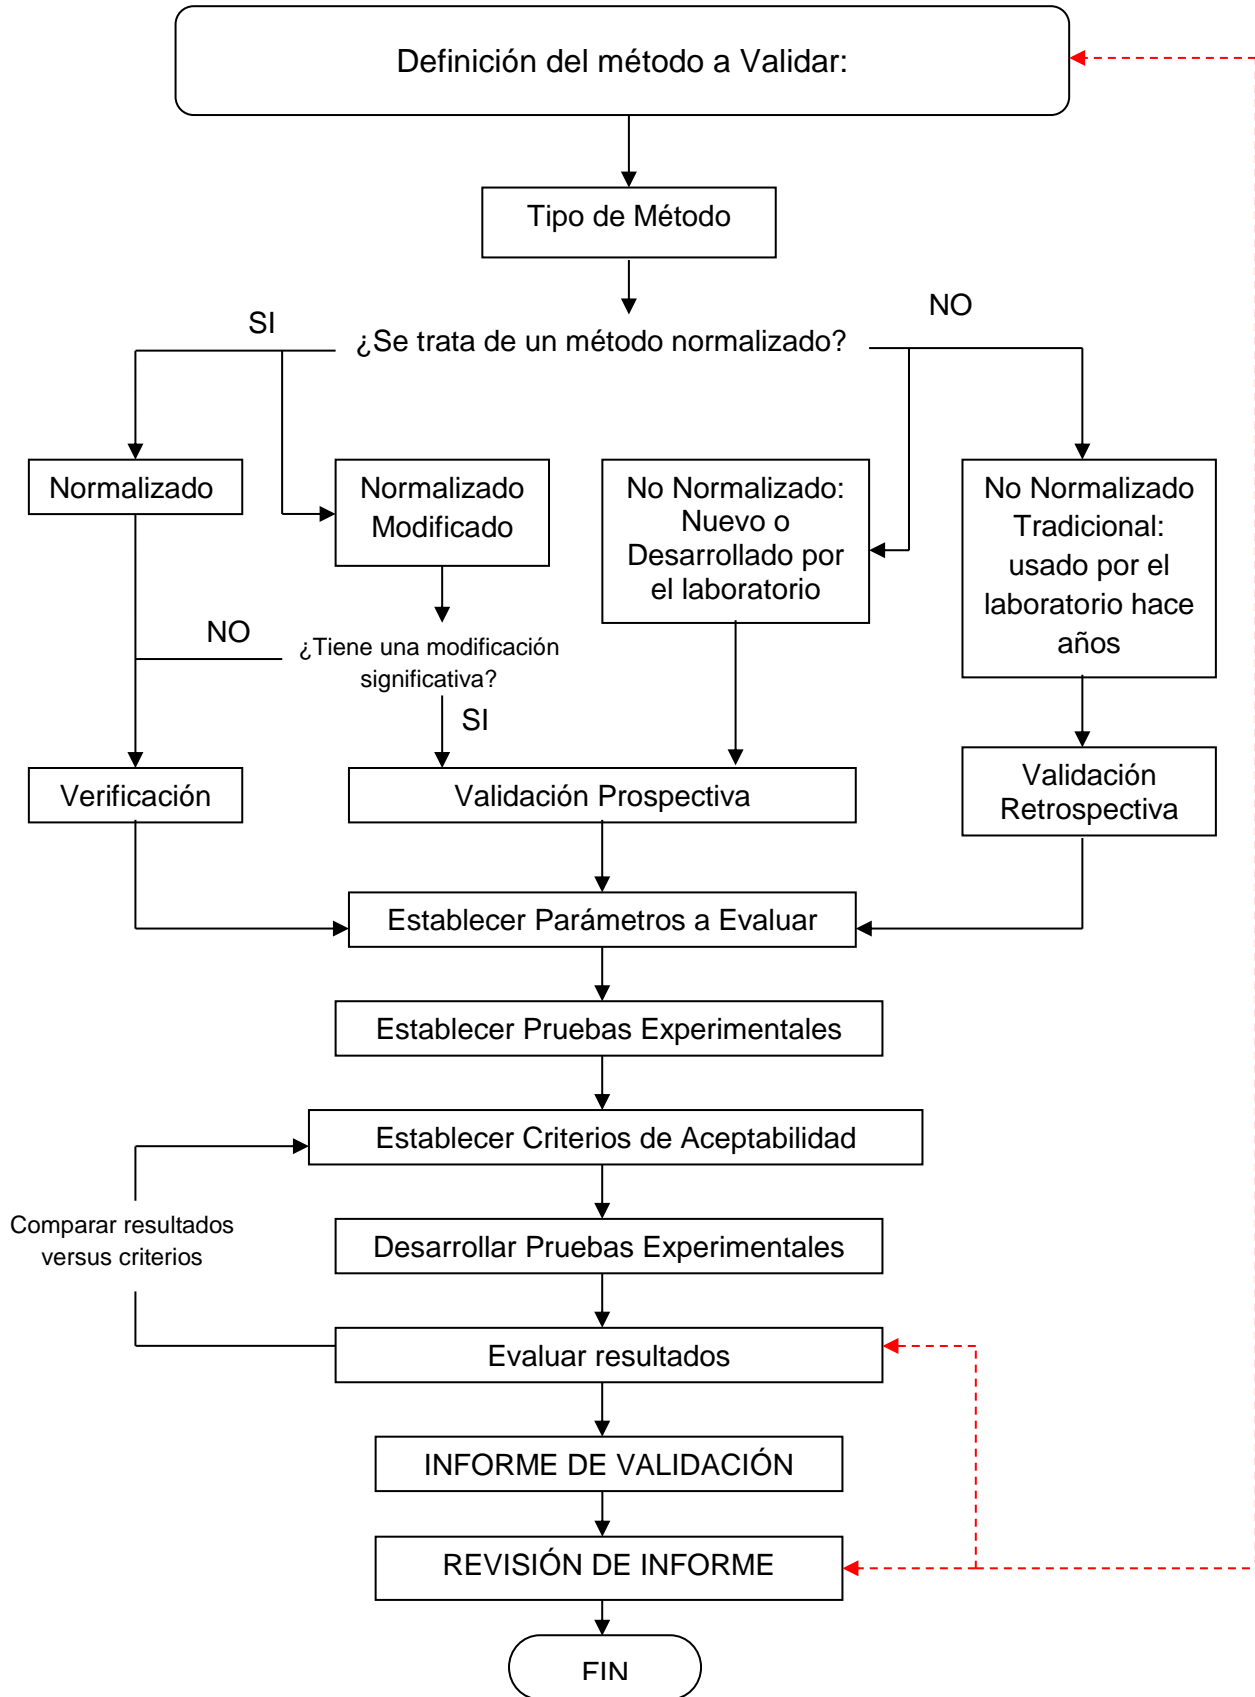 Definición del método a Validar:
Tipo de Método
SI
NO
¿Se trata de un método normalizado?
Normalizado
Normalizado
Modificado
No Normalizado:
Nuevo o
Desarrollado por
el laboratorio
No Normalizado
Tradicional:
usado por el
laboratorio hace
años
NO
¿Tiene una modificación
significativa?
SI
Verificación
Validación Prospectiva
Validación
Retrospectiva
Establecer Parámetros a Evaluar
Establecer Pruebas Experimentales
Establecer Criterios de Aceptabilidad
Comparar resultados
versus criterios
Desarrollar Pruebas Experimentales
Evaluar resultados
INFORME DE VALIDACIÓN
REVISIÓN DE INFORME
FIN